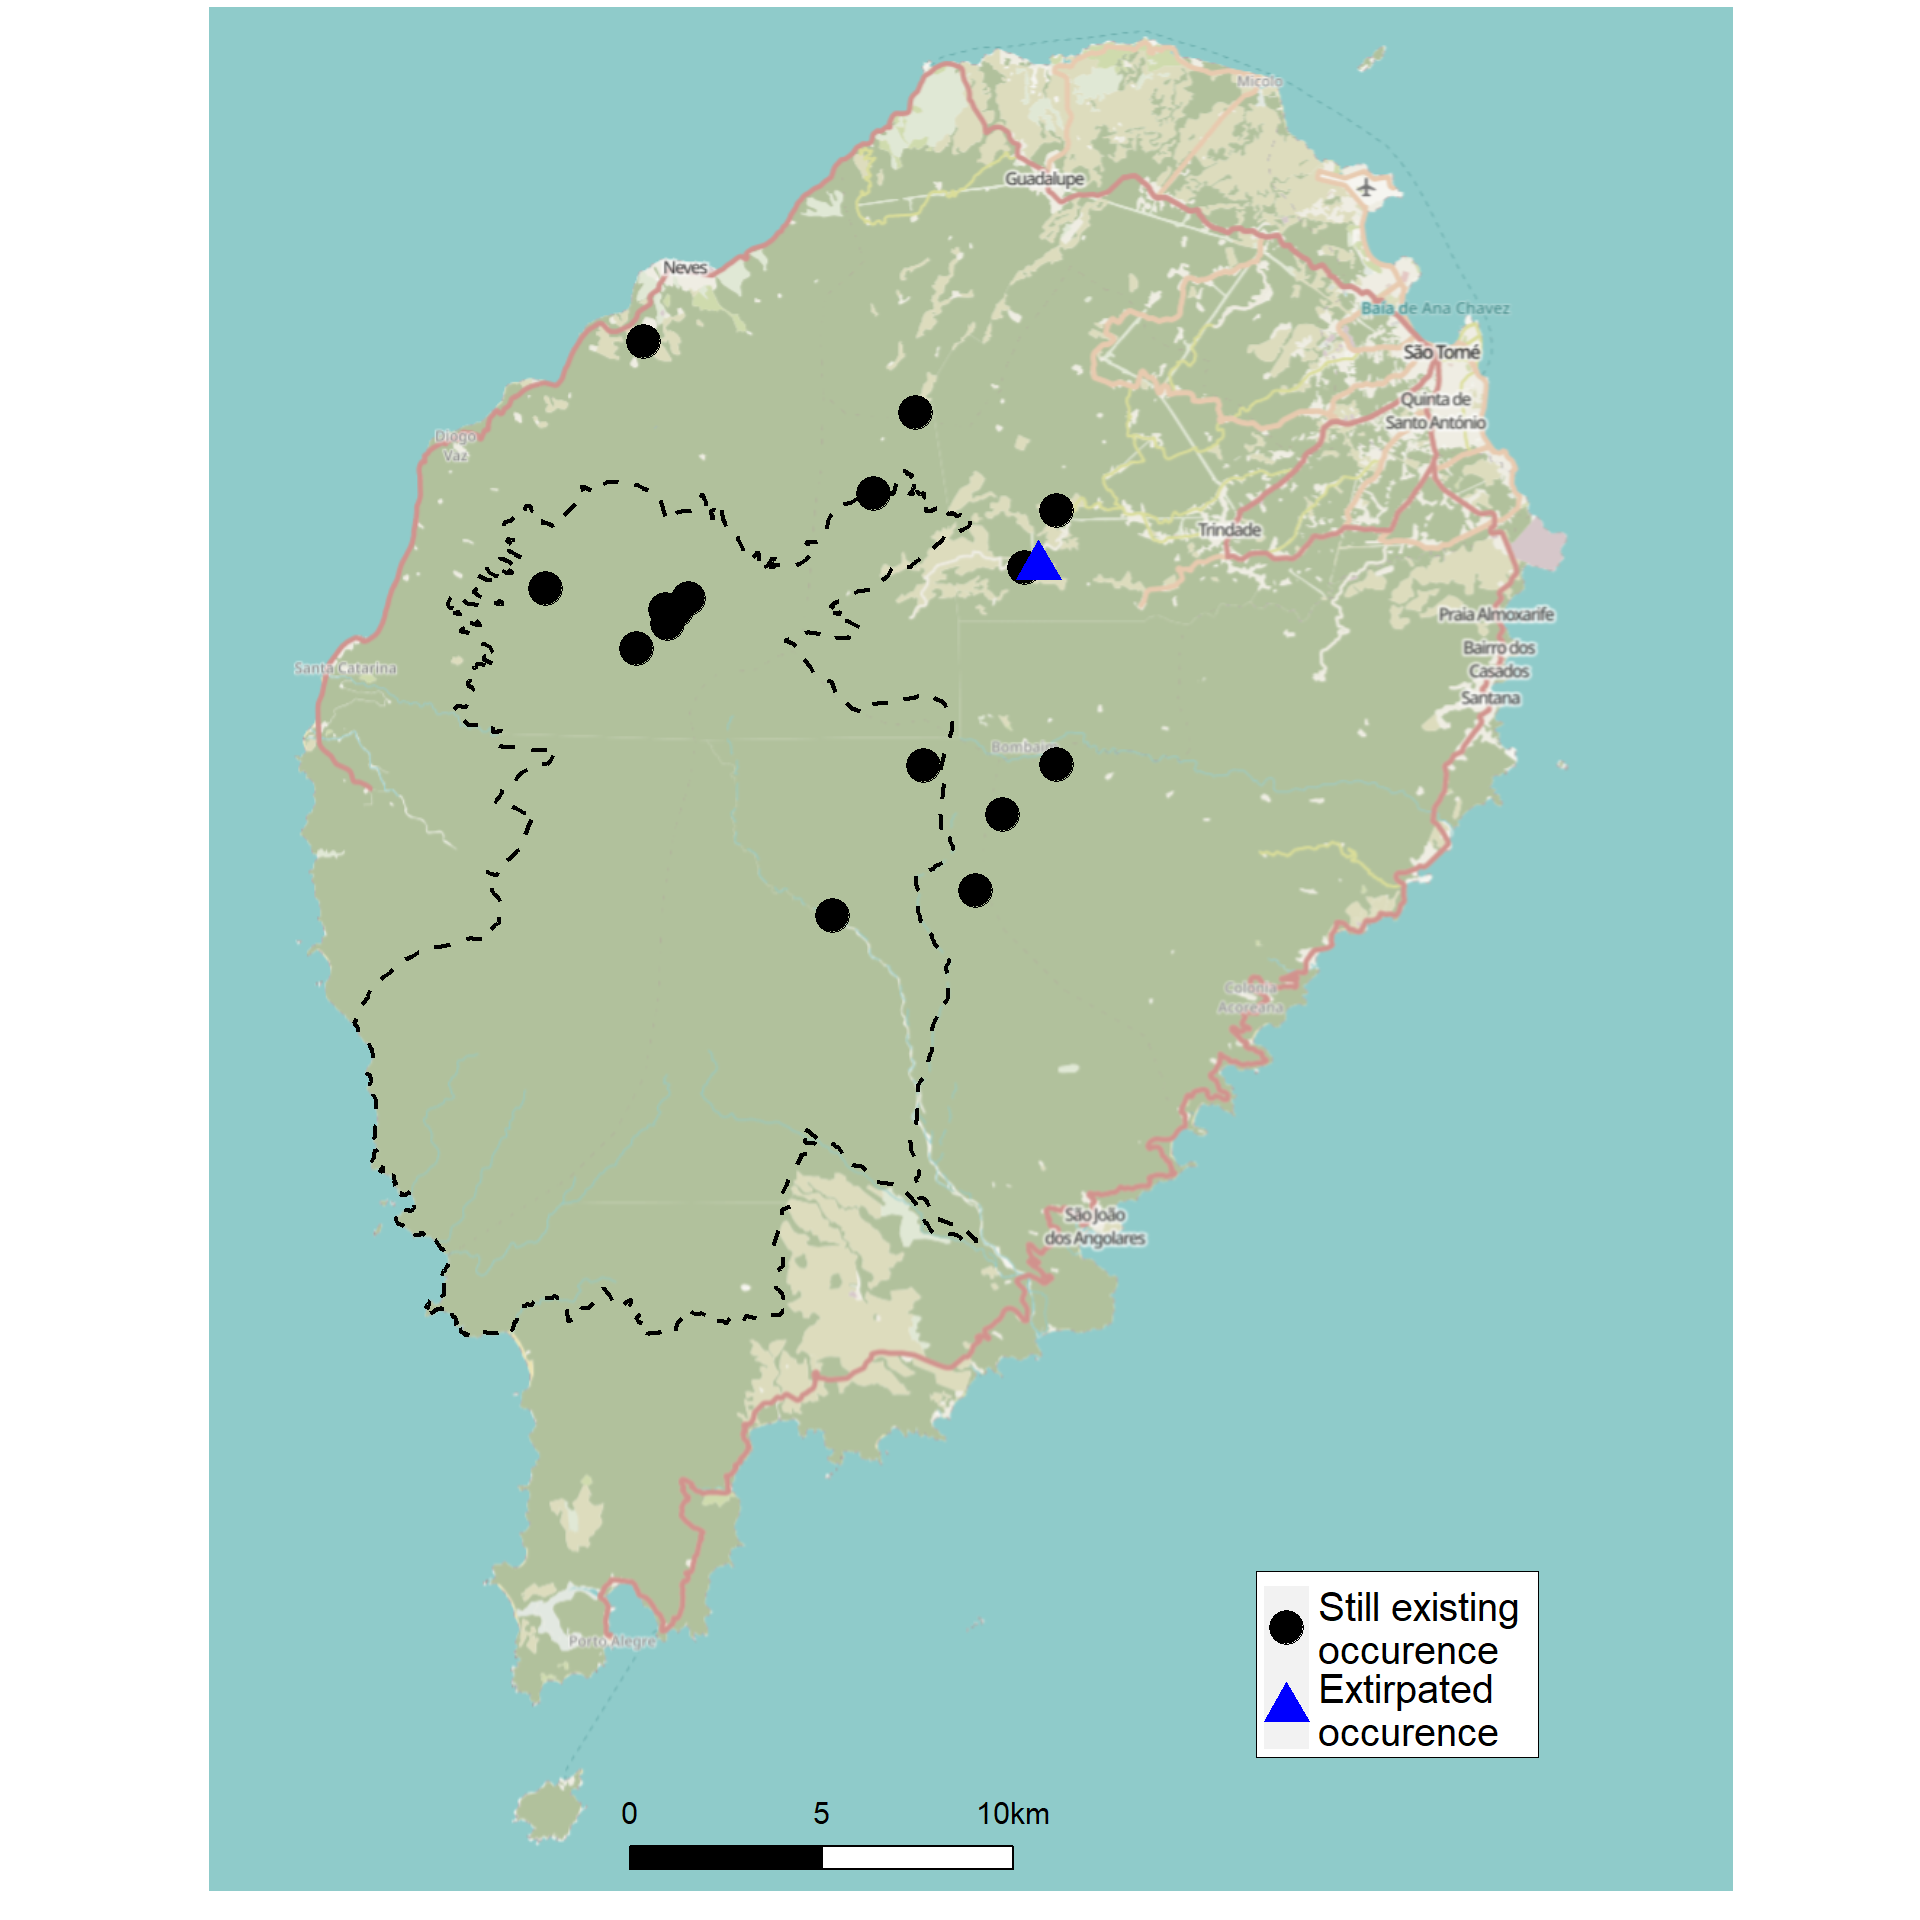 Micoló
Guadalupe
Neves
Baía de Ana Chavez
São Tomé
Quinta de
Santo António
Diogo
Vaz
Trindade
Praia Almoxarife
Bairro dos
Casados
Santana
Santa Catarina
Bombaim
Colónia
Açoreana
São João
dos Angolares
Porto Alegre
Still existing
occurence
Extirpated
occurence
0 5 10km